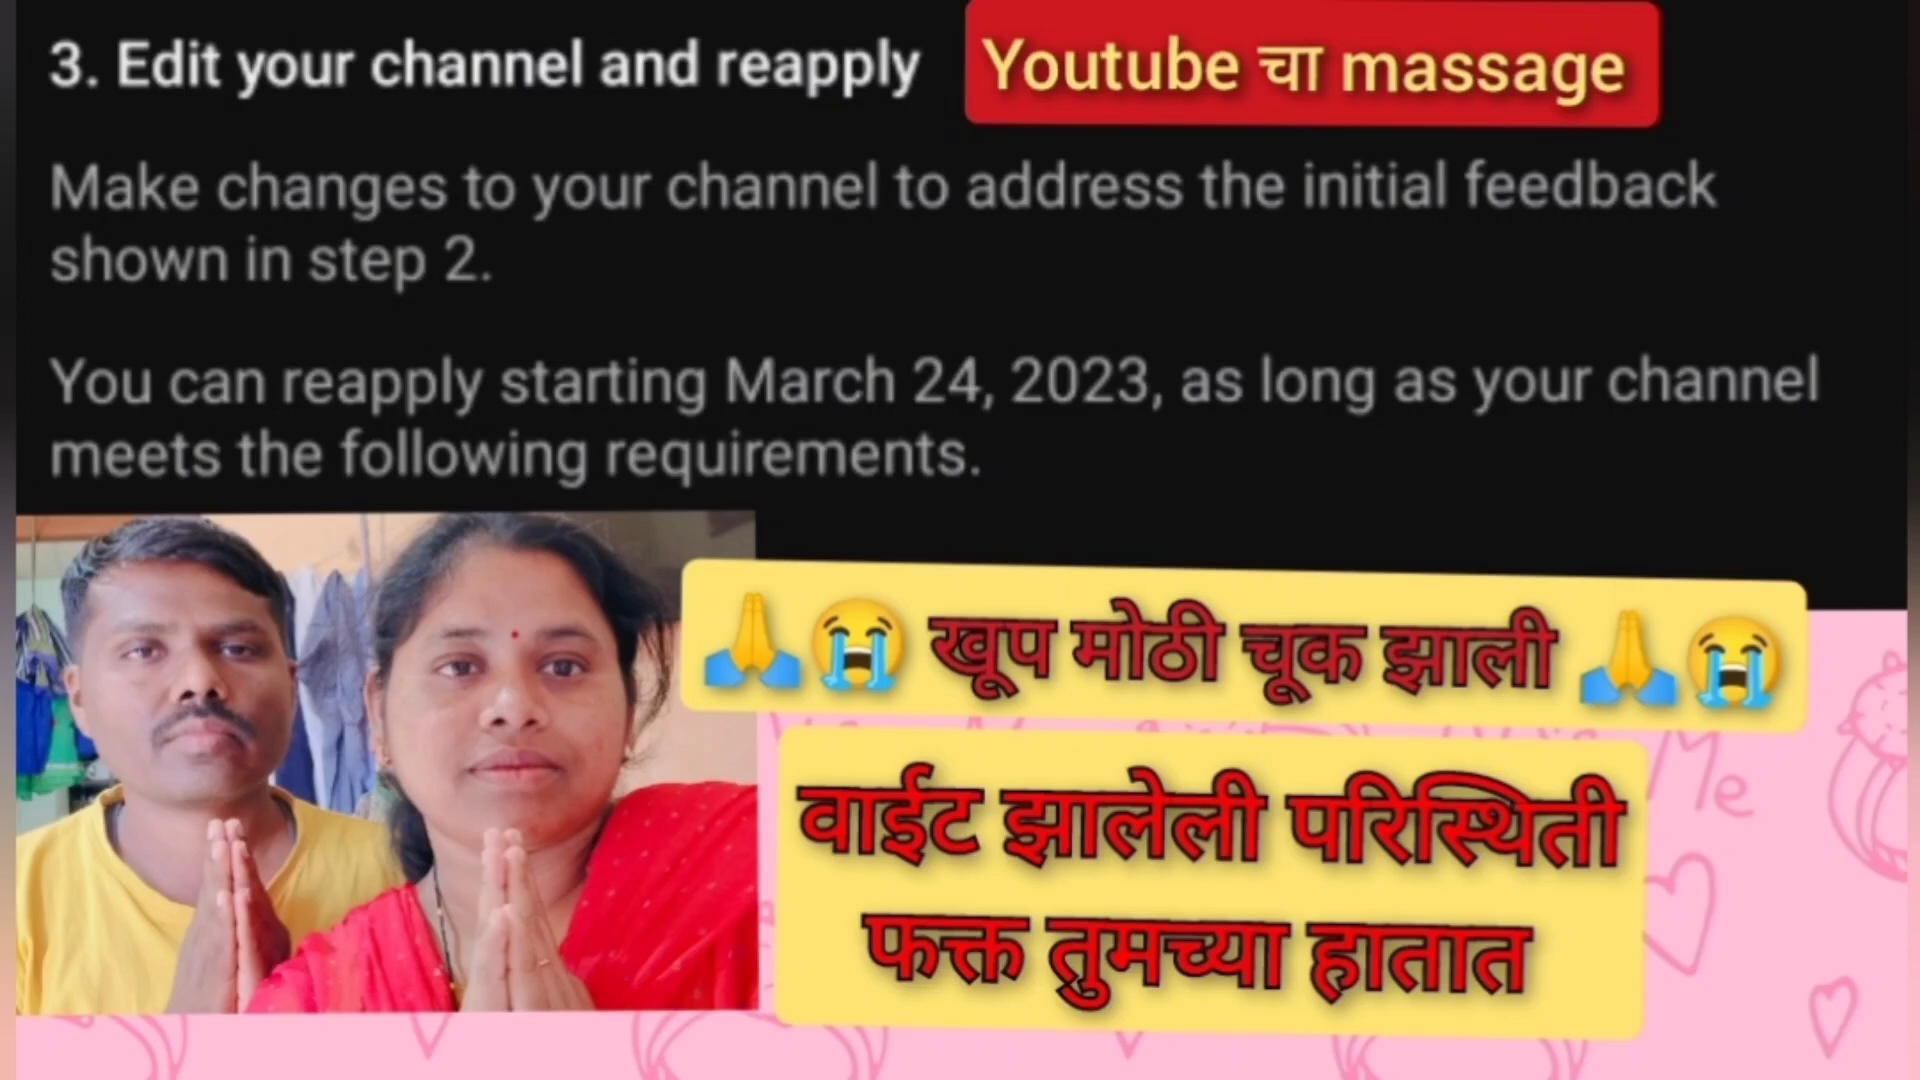 3. Edit your channel and reapply
Youtube चा massage
Make changes to your channel to address the initial feedback
shown in step 2.
You can reapply starting March 24, 2023, as long as your channel
meets the following requirements.
🙏😭 खूप मोठी चूक झाली 🙏😭
वाईट झालेली परिस्थिती
फक्त तुमच्या हातात
Me